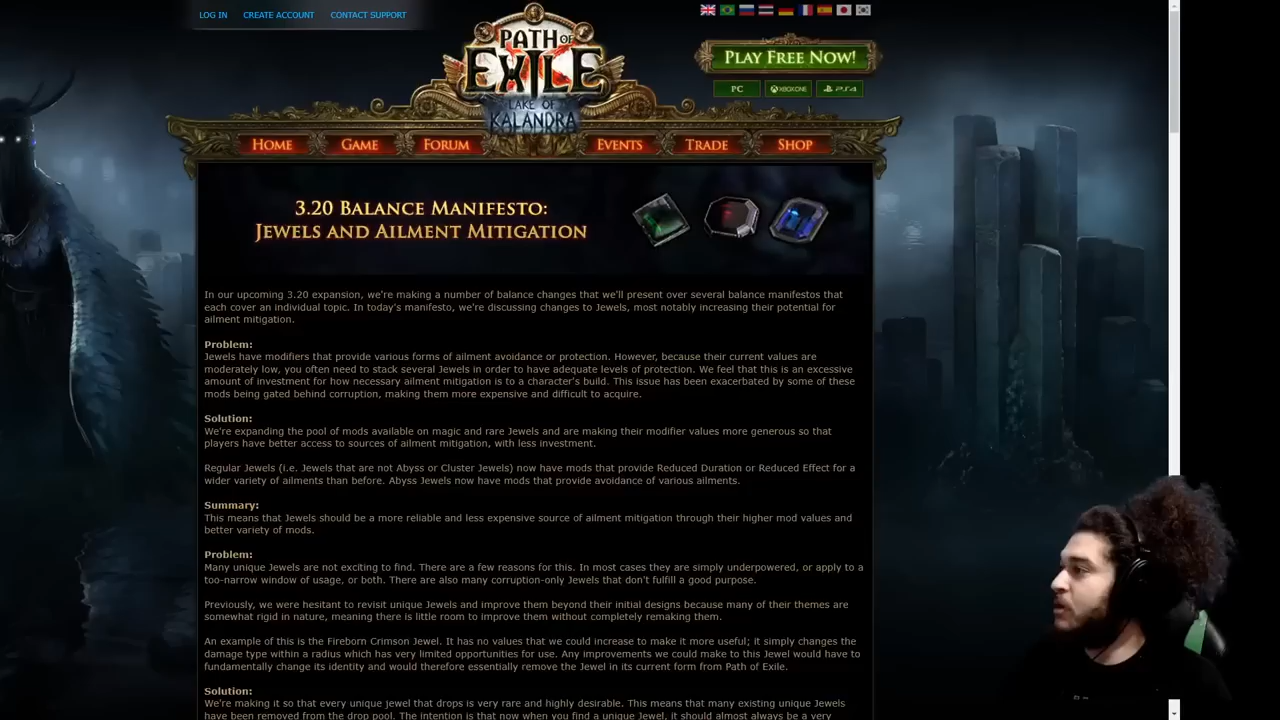 LOG IN CREATE ACCOUNT CONTACT SUPPORT
PATH OF
EXILE
LAKE OF
KALANDRA
PLAY FREE NOW!
PC XBOX ONE PS4
HOME GAME FORUM EVENTS TRADE SHOP
3.20 BALANCE MANIFESTO:
JEWELS AND AILMENT MITIGATION
In our upcoming 3.20 expansion, we're making a number of balance changes that we'll present over several balance manifestos that
each cover an individual topic. In today's manifesto, we're discussing changes to Jewels, most notably increasing their potential for
ailment mitigation.
Problem:
Jewels have modifiers that provide various forms of ailment avoidance or protection. However, because their current values are
moderately low, you often need to stack several Jewels in order to have adequate levels of protection. We feel that this is an excessive
amount of investment for how necessary ailment mitigation is to a character's build. This issue has been exacerbated by some of these
mods being gated behind corruption, making them more expensive and difficult to acquire.
Solution:
We're expanding the pool of mods available on magic and rare Jewels and are making their modifier values more generous so that
players have better access to sources of ailment mitigation, with less investment.
Regular Jewels (i.e. Jewels that are not Abyss or Cluster Jewels) now have mods that provide Reduced Duration or Reduced Effect for a
wider variety of ailments than before. Abyss Jewels now have mods that provide avoidance of various ailments.
Summary:
This means that Jewels should be a more reliable and less expensive source of ailment mitigation through their higher mod values and
better variety of mods.
Problem:
Many unique Jewels are not exciting to find. There are a few reasons for this. In most cases they are simply underpowered, or apply to a
too-narrow window of usage, or both. There are also many corruption-only Jewels that don't fulfill a good purpose.
Previously, we were hesitant to revisit unique Jewels and improve them beyond their initial designs because many of their themes are
somewhat rigid in nature, meaning there is little room to improve them without completely remaking them.
An example of this is the Fireborn Crimson Jewel. It has no values that we could increase to make it more useful; it simply changes the
damage type within a radius which has very limited opportunities for use. Any improvements we could make to this Jewel would have to
fundamentally change its identity and would therefore essentially remove the Jewel in its current form from Path of Exile.
Solution:
We're making it so that every unique jewel that drops is very rare and highly desirable. This means that many existing unique Jewels
have been removed from the drop pool. The intention is that now when you find a unique Jewel, it should almost always be a very